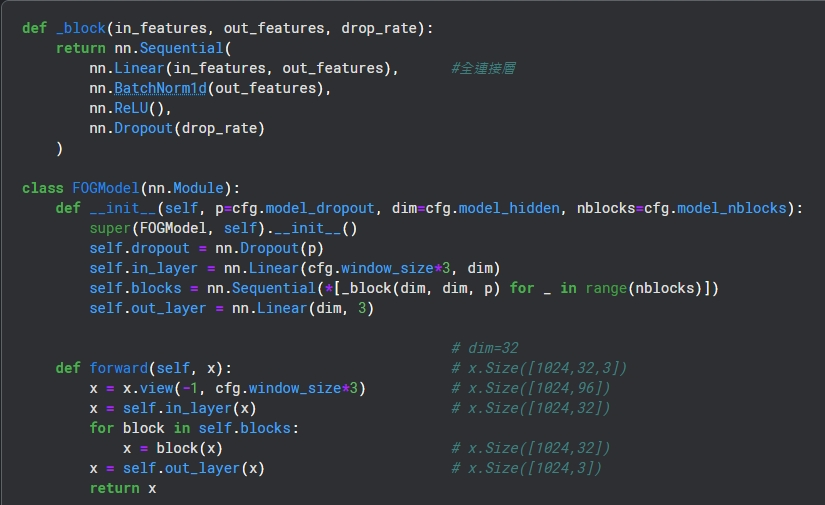 def _block(in_features, out_features, drop_rate):
    return nn.Sequential(
        nn.Linear(in_features, out_features),      #全連接層
        nn.BatchNorm1d(out_features),
        nn.ReLU(),
        nn.Dropout(drop_rate)
    )
class FOGModel(nn.Module):
    def __init__(self, p=cfg.model_dropout, dim=cfg.model_hidden, nblocks=cfg.model_nblocks):
        super(FOGModel, self).__init__()
        self.dropout = nn.Dropout(p)
        self.in_layer = nn.Linear(cfg.window_size*3, dim)
        self.blocks = nn.Sequential(*[_block(dim, dim, p) for _ in range(nblocks)])
        self.out_layer = nn.Linear(dim, 3)
                                                   # dim=32
    def forward(self, x):                          # x.Size([1024,32,3])
        x = x.view(-1, cfg.window_size*3)          # x.Size([1024,96])
        x = self.in_layer(x)                       # x.Size([1024,32])
        for block in self.blocks:
            x = block(x)                           # x.Size([1024,32])
        x = self.out_layer(x)                      # x.Size([1024,3])
        return x